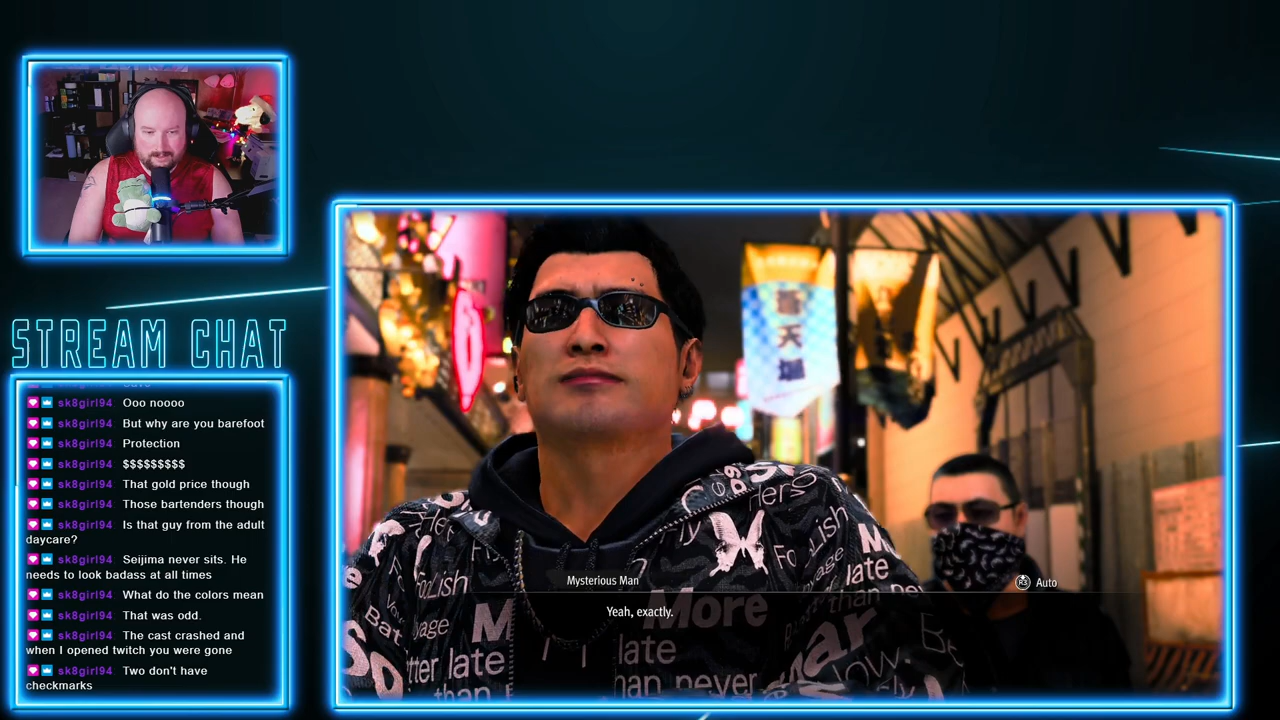 STREAM CHAT
sk8girl94 Ooo noooo
sk8girl94 But why are you barefoot
sk8girl94 Protection
sk8girl94 $$$$$$$$$
sk8girl94 That gold price though
sk8girl94 Those bartenders though
sk8girl94 Is that guy from the adult
daycare?
sk8girl94 Seijima never sits. He
needs to look badass at all times
sk8girl94 What do the colors mean
sk8girl94 That was odd.
sk8girl94 The cast crashed and
when I opened twitch you were gone
sk8girl94 Two don't have
checkmarks
Mysterious Man
R3 Auto
Yeah, exactly.
More
late
than never